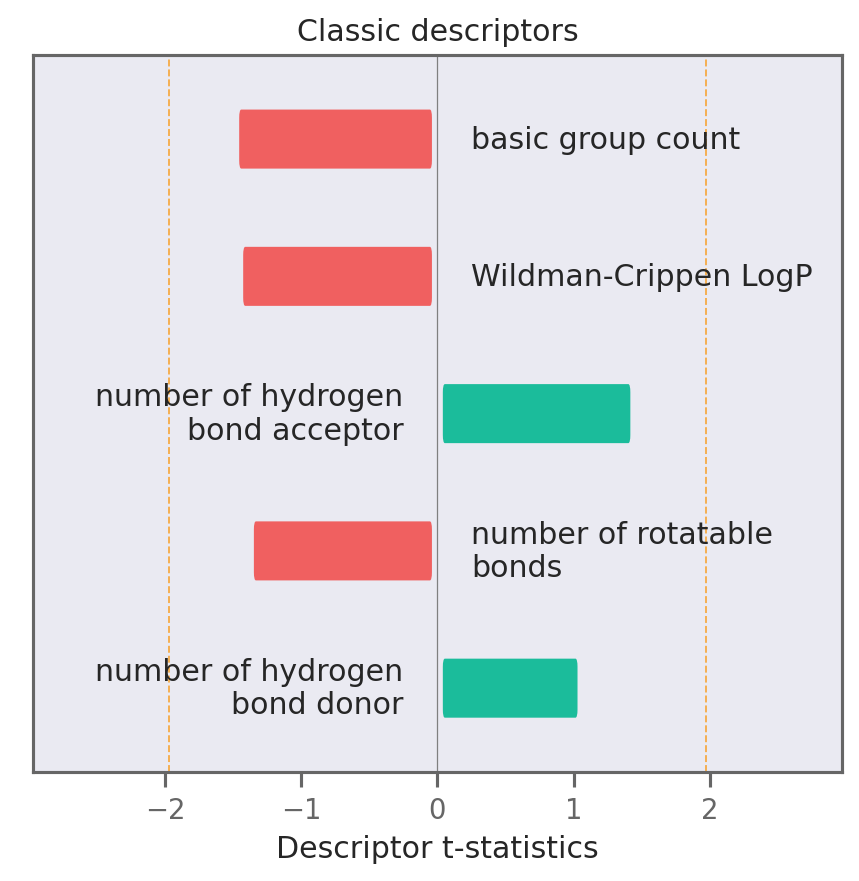 Classic descriptors
basic group count
Wildman-Crippen LogP
number of hydrogen
bond acceptor
number of rotatable
bonds
number of hydrogen
bond donor
−2 −1 0 1 2
Descriptor t-statistics